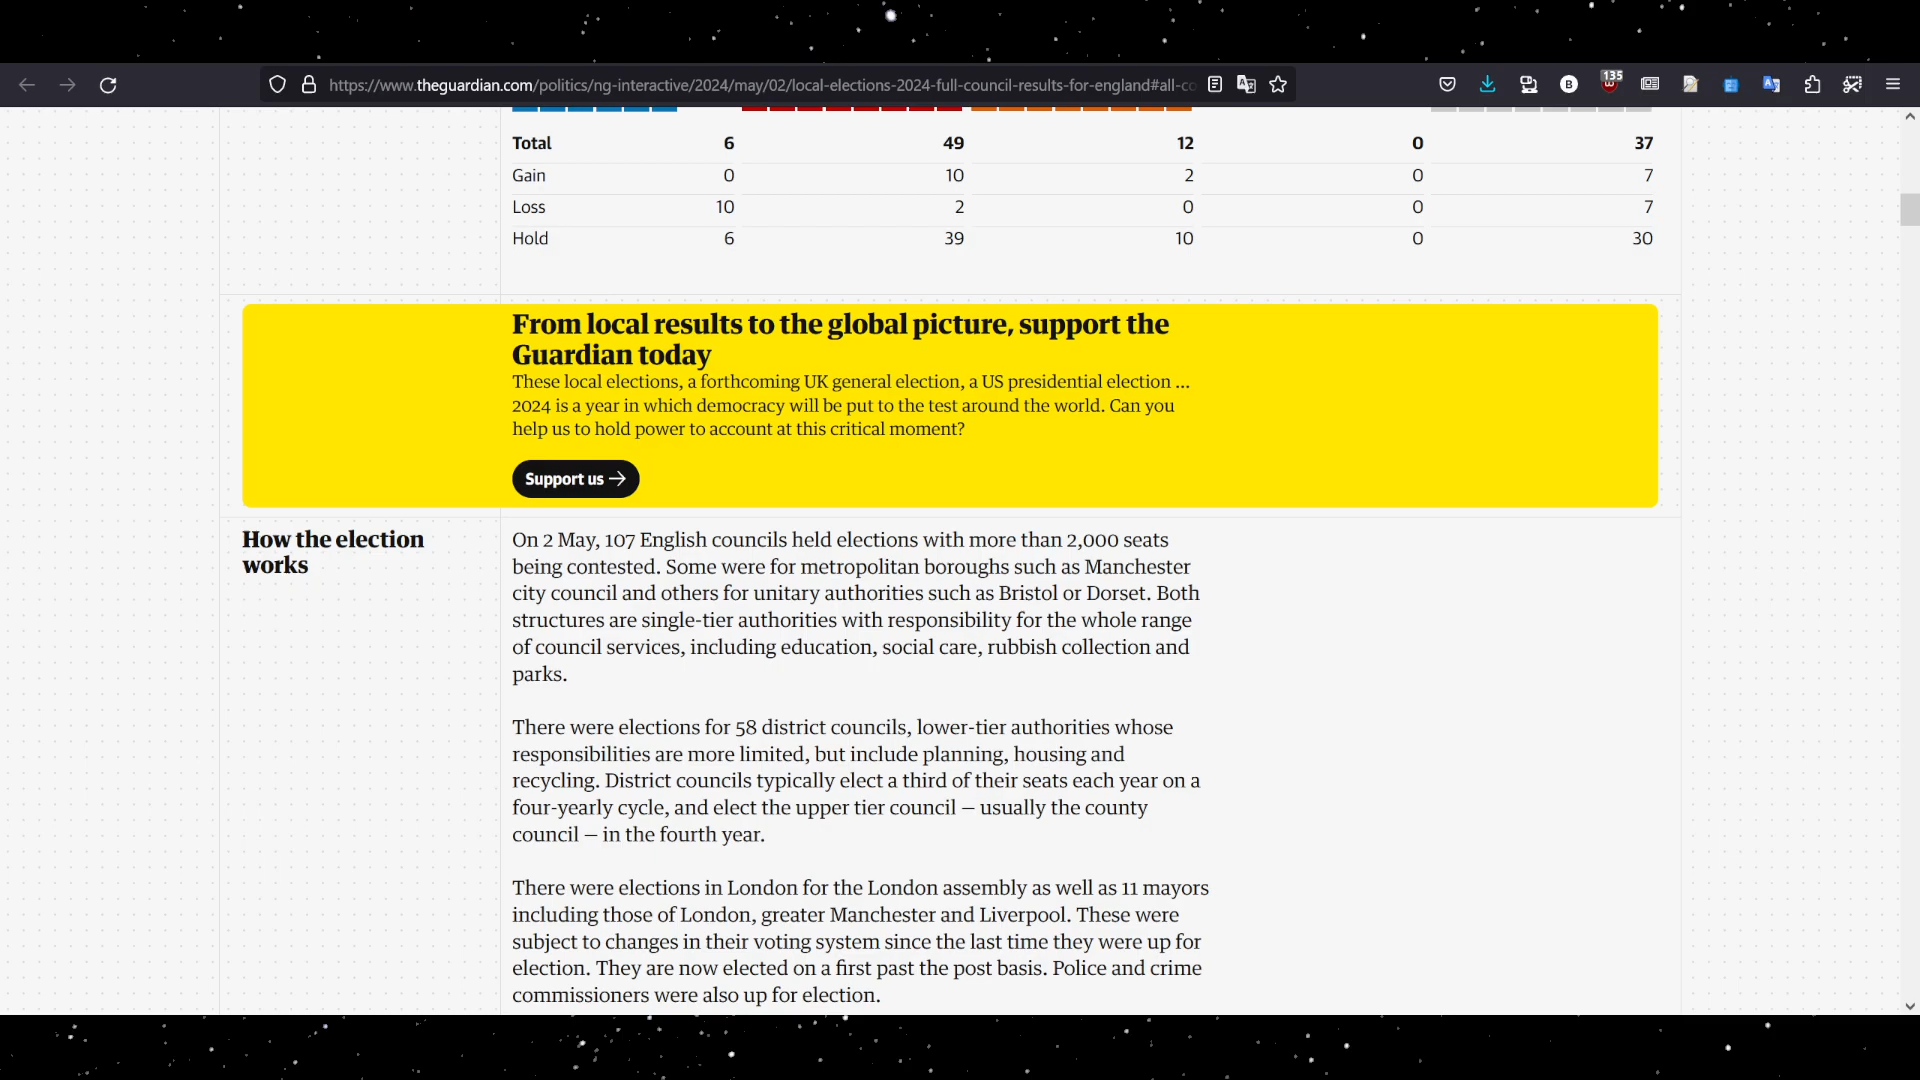 https://www.theguardian.com/politics/ng-interactive/2024/may/02/local-elections-2024-full-council-results-for-england#all-co
135
Total 6 49 12 0 37
Gain 0 10 2 0 7
Loss 10 2 0 0 7
Hold 6 39 10 0 30
From local results to the global picture, support the
Guardian today
These local elections, a forthcoming UK general election, a US presidential election ...
2024 is a year in which democracy will be put to the test around the world. Can you
help us to hold power to account at this critical moment?
Support us →
How the election
works
On 2 May, 107 English councils held elections with more than 2,000 seats
being contested. Some were for metropolitan boroughs such as Manchester
city council and others for unitary authorities such as Bristol or Dorset. Both
structures are single-tier authorities with responsibility for the whole range
of council services, including education, social care, rubbish collection and
parks.
There were elections for 58 district councils, lower-tier authorities whose
responsibilities are more limited, but include planning, housing and
recycling. District councils typically elect a third of their seats each year on a
four-yearly cycle, and elect the upper tier council – usually the county
council – in the fourth year.
There were elections in London for the London assembly as well as 11 mayors
including those of London, greater Manchester and Liverpool. These were
subject to changes in their voting system since the last time they were up for
election. They are now elected on a first past the post basis. Police and crime
commissioners were also up for election.